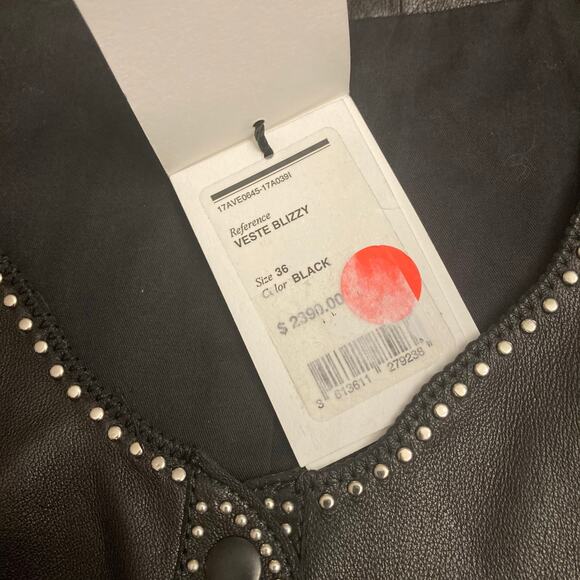 17AVE0645-17A039I
Reference
VESTE BLIZZY
Size 36
Color BLACK
$ 2390.00
3 613611 279238